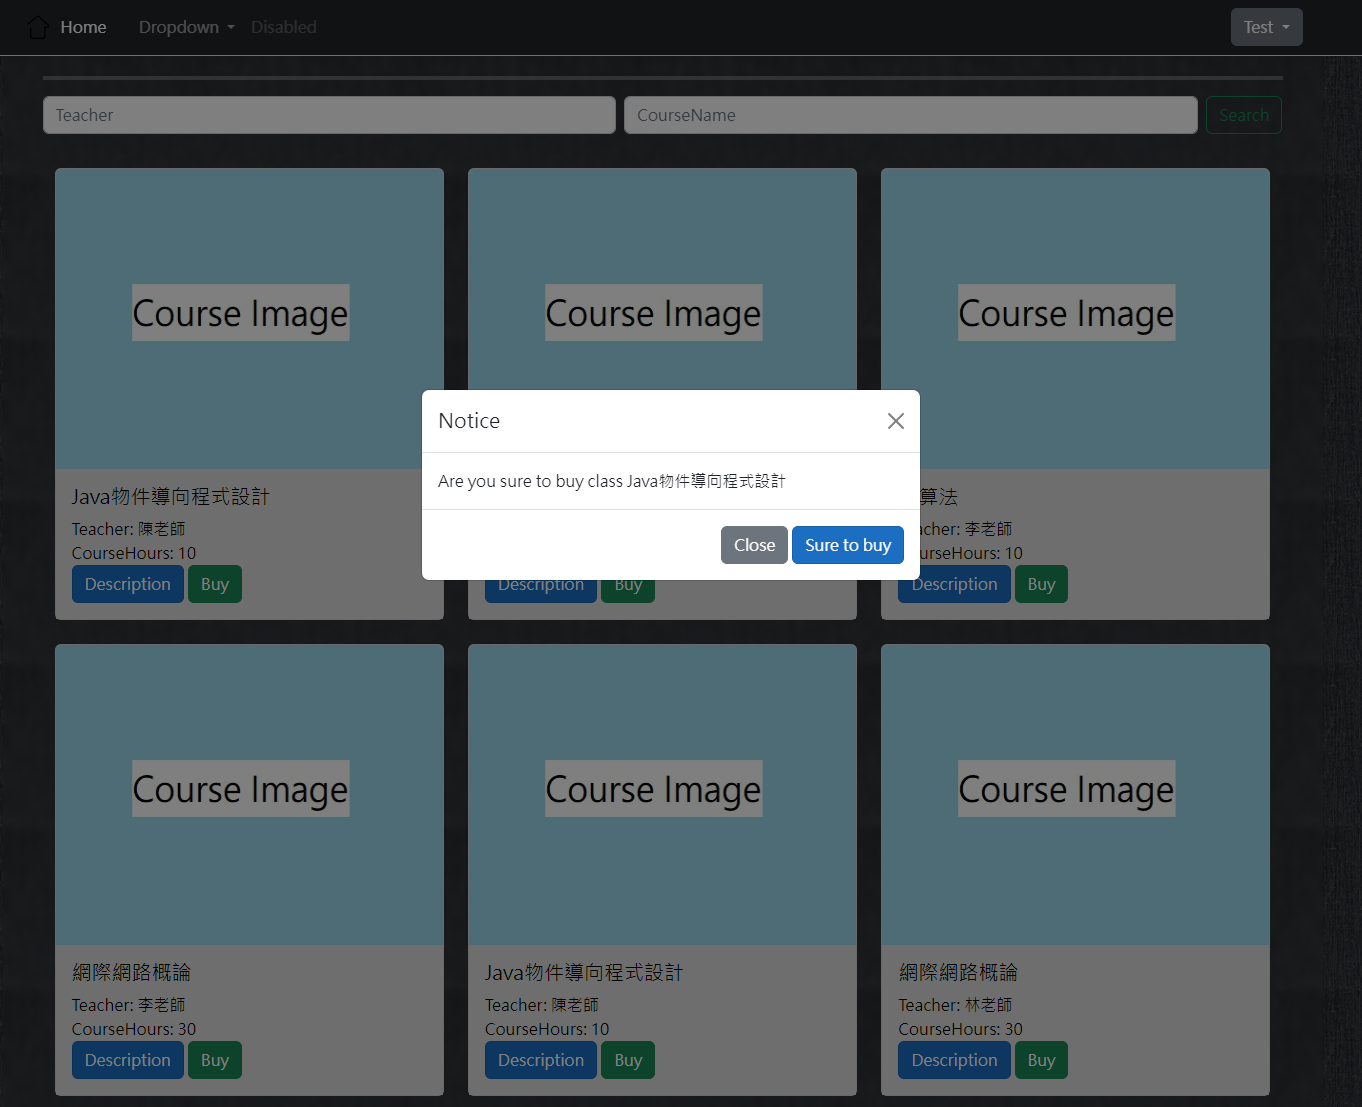 Home Dropdown Disabled Test
Teacher CourseName Search
Course Image Course Image Course Image
Notice
Are you sure to buy class Java物件導向程式設計
Close Sure to buy
Java物件導向程式設計
Teacher: 陳老師
CourseHours: 10
Description Buy
Description Buy
算法
李老師
10
Description Buy
Course Image Course Image Course Image
網際網路概論
Teacher: 李老師
CourseHours: 30
Description Buy
Java物件導向程式設計
Teacher: 陳老師
CourseHours: 10
Description Buy
網際網路概論
Teacher: 林老師
CourseHours: 30
Description Buy